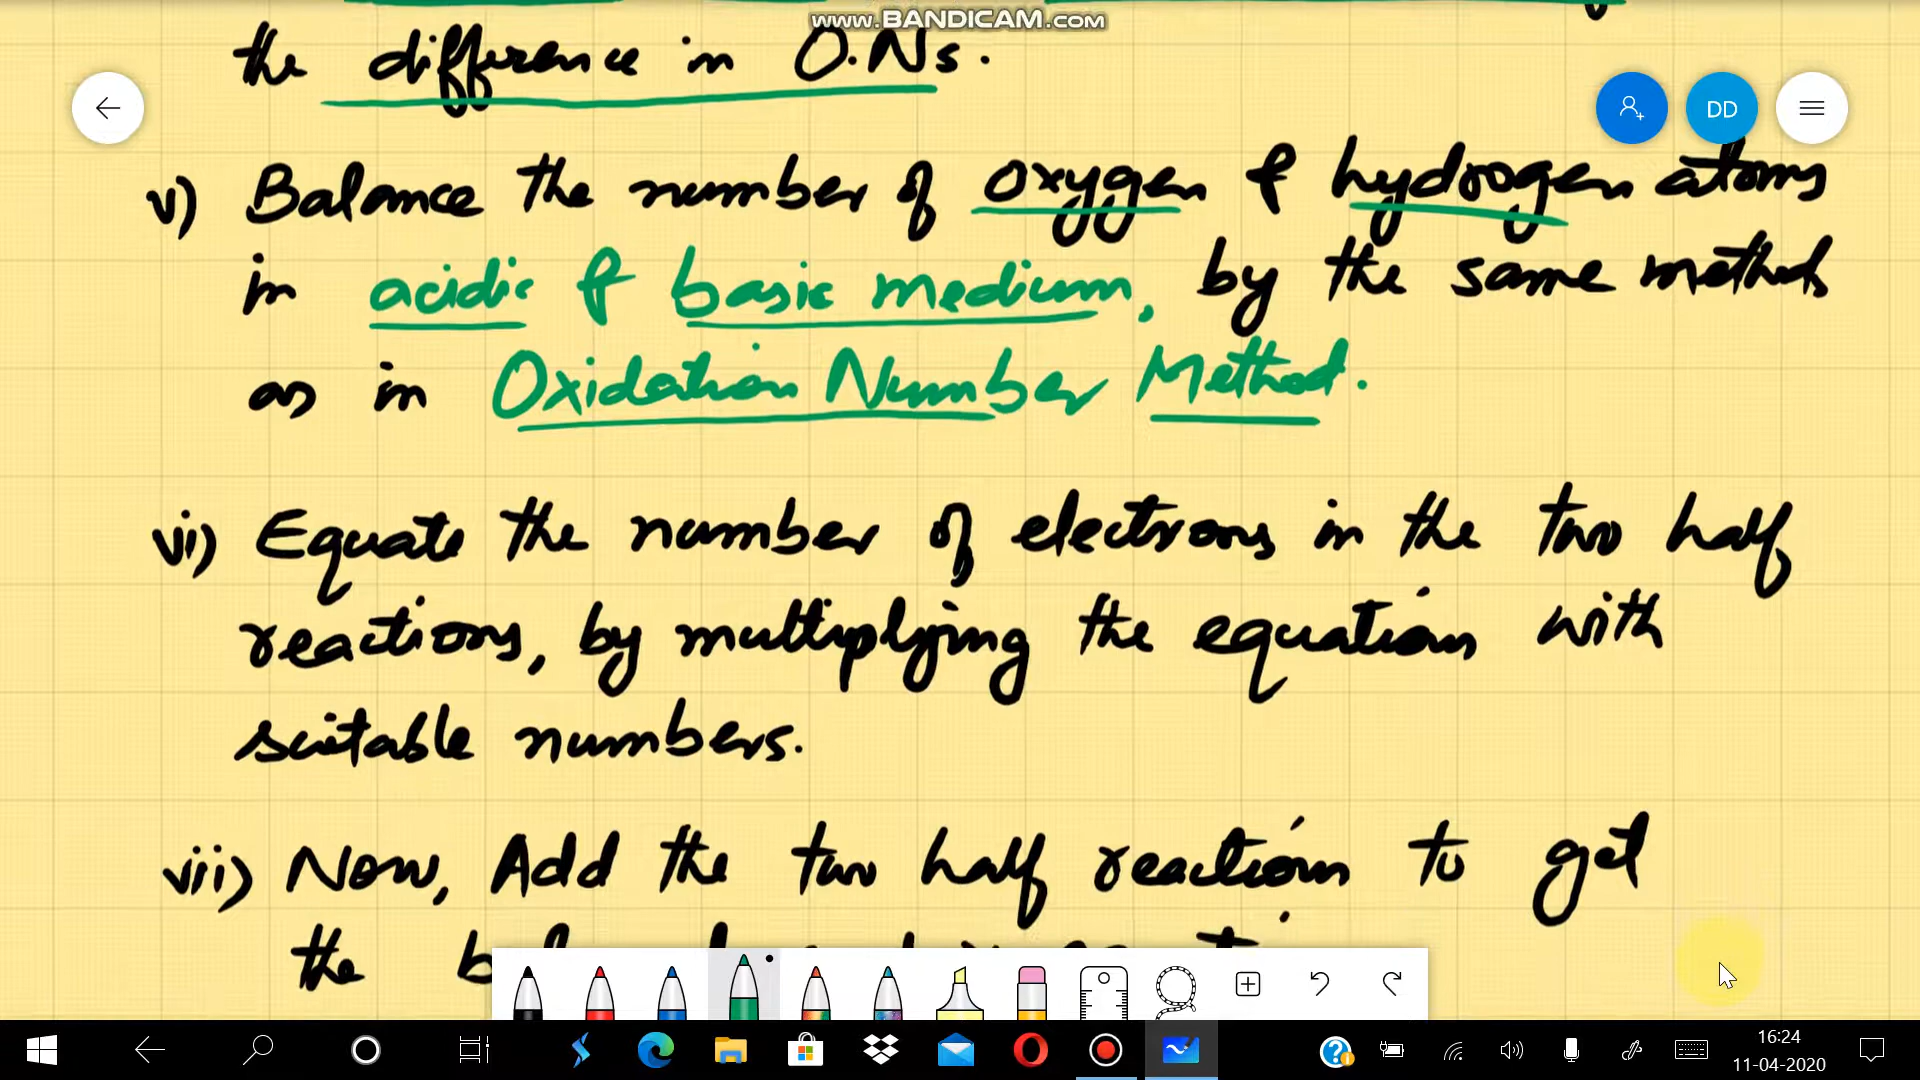 www.BANDICAM.com
the difference in O.Ns.
DD
v) Balance the number of oxygen & hydrogen atoms
in acidic & basic medium, by the same method
as in Oxidation Number Method.
vi) Equate the number of electrons in the two half
reactions, by multiplying the equations with
suitable numbers.
vii) Now, Add the two half reactions to get
the
16:24
11-04-2020